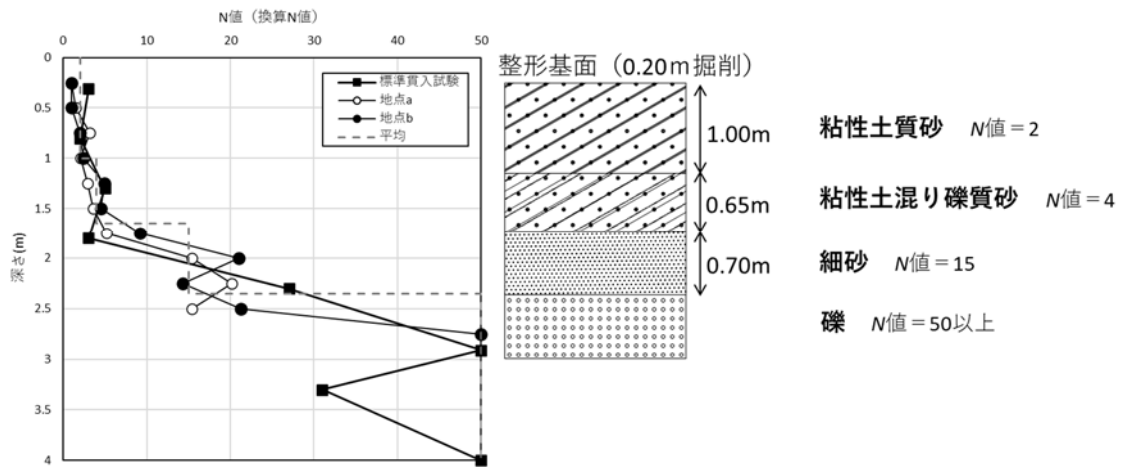 N値（換算N値）
0 10 20 30 40 50
0
0.5
1
1.5
2
2.5
3
3.5
4
深さ(m)
標準貫入試験
地点a
地点b
平均
整形基面（0.20m掘削）
1.00m
粘性土質砂 N値＝2
0.65m
粘性土混り礫質砂 N値＝4
0.70m
細砂 N値＝15
礫 N値＝50以上